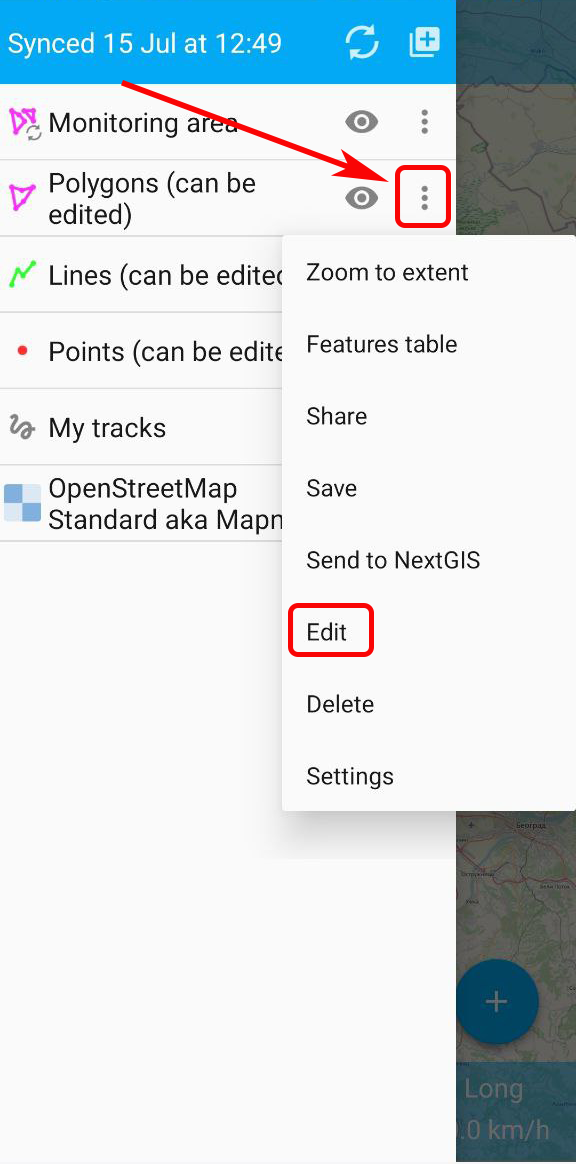 Synced 15 Jul at 12:49
Monitoring area
Polygons (can be
edited)
Lines (can be edited
Points (can be edite
My tracks
OpenStreetMap
Standard aka Mapn
Zoom to extent
Features table
Share
Save
Send to NextGIS
Edit
Delete
Settings
Београд
Long
.0 km/h